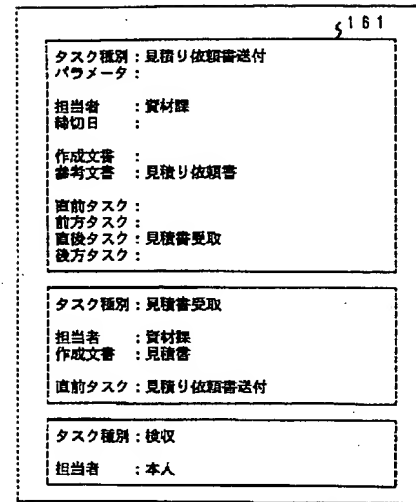 161
タスク種別:見積り依頼書送付
パラメータ:
担当者 :資材課
締切日 :
作成文書 :
参考文書 :見積り依頼書
直前タスク:
前方タスク:
直後タスク:見積書受取
後方タスク:
タスク種別:見積書受取
担当者 :資材課
作成文書 :見積書
直前タスク:見積り依頼書送付
タスク種別:検収
担当者 :本人